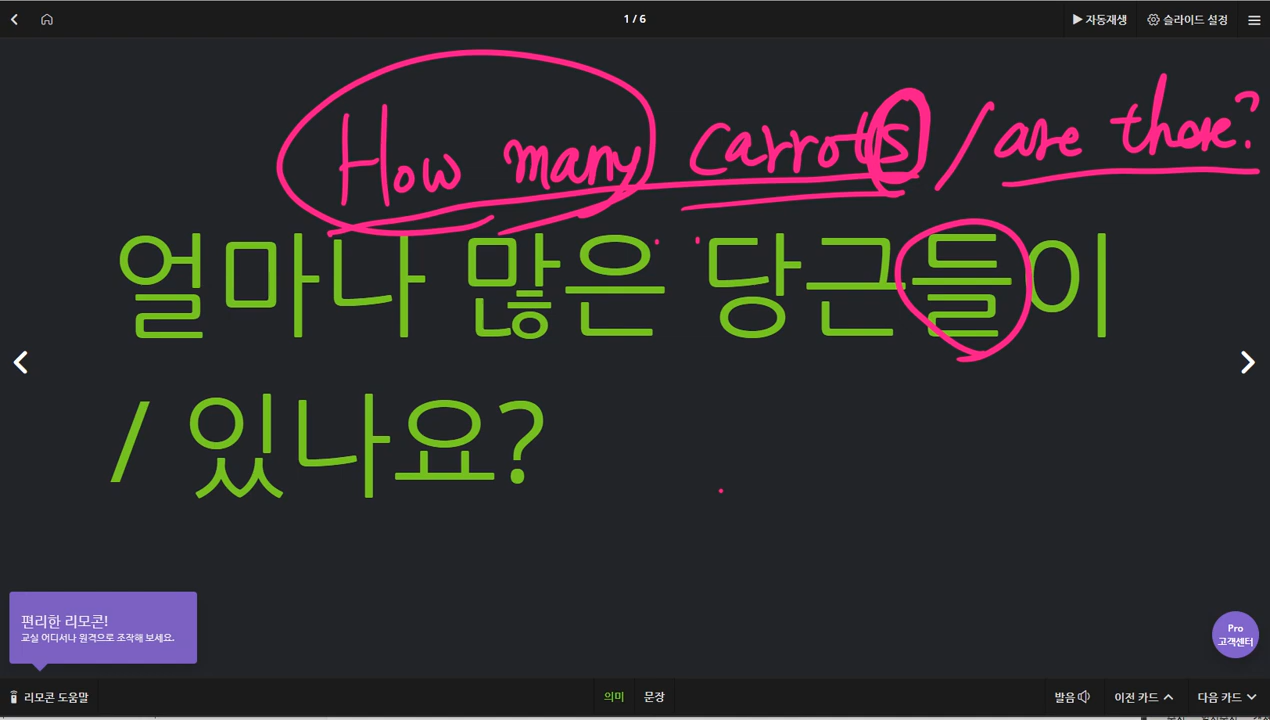 1 / 6
자동재생
슬라이드 설정
How many carrots / are there?
얼마나 많은 당근들이
/ 있나요?
편리한 리모콘!
교실 어디서나 원격으로 조작해 보세요.
Pro
고객센터
리모콘 도움말
의미
문장
발음
이전 카드
다음 카드